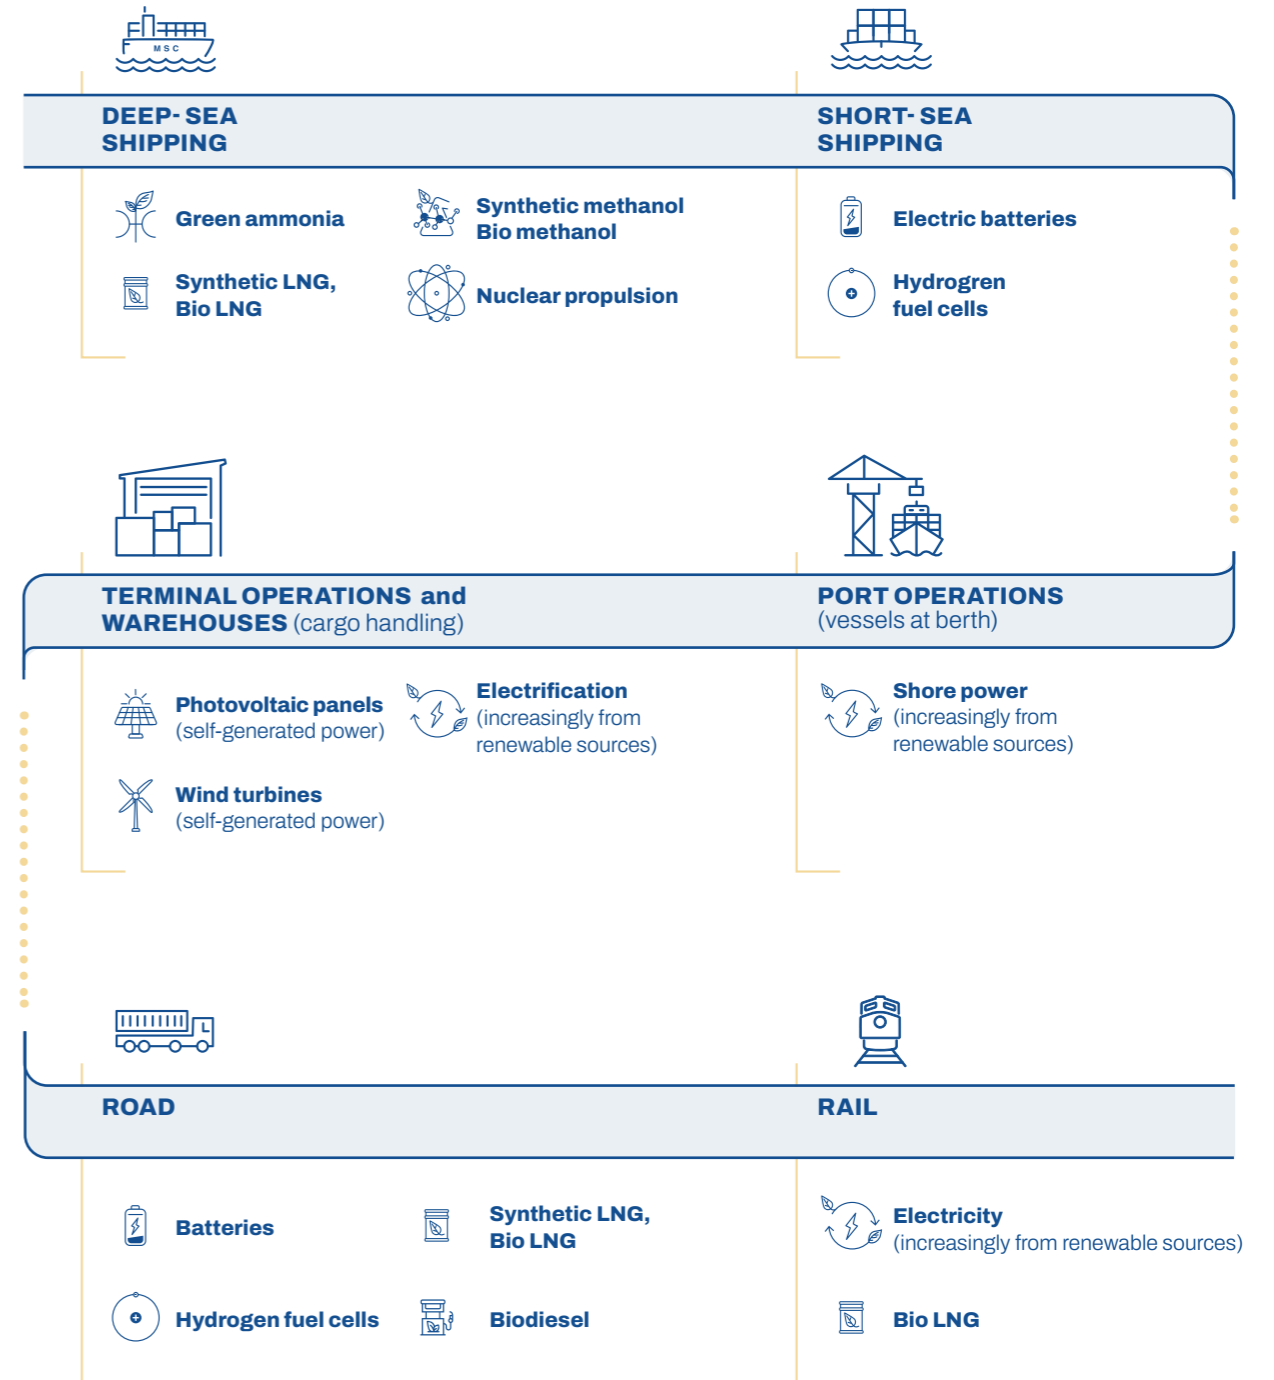 MSC
DEEP- SEA
SHIPPING
SHORT- SEA
SHIPPING
Green ammonia
Synthetic methanol
Bio methanol
Electric batteries
Synthetic LNG,
Bio LNG
Nuclear propulsion
Hydrogren
fuel cells
TERMINAL OPERATIONS and
WAREHOUSES (cargo handling)
PORT OPERATIONS
(vessels at berth)
Photovoltaic panels
(self-generated power)
Electrification
(increasingly from
renewable sources)
Shore power
(increasingly from
renewable sources)
Wind turbines
(self-generated power)
ROAD
RAIL
Batteries
Synthetic LNG,
Bio LNG
Electricity
(increasingly from renewable sources)
Hydrogen fuel cells
Biodiesel
Bio LNG